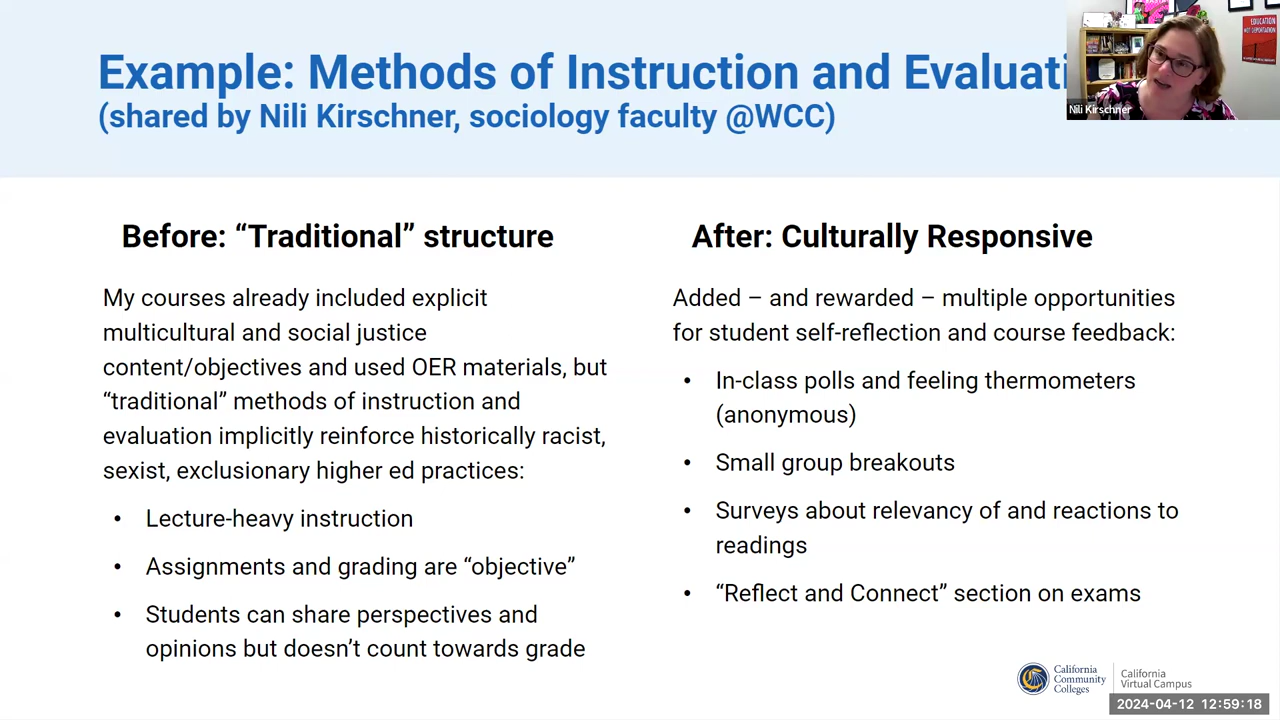 Example: Methods of Instruction and Evaluati
(shared by Nili Kirschner, sociology faculty @WCC)
EDUCATION
NOT DEPORTATION
Nili Kirschner
Before: “Traditional” structure
My courses already included explicit
multicultural and social justice
content/objectives and used OER materials, but
“traditional” methods of instruction and
evaluation implicitly reinforce historically racist,
sexist, exclusionary higher ed practices:
• Lecture-heavy instruction
• Assignments and grading are “objective”
• Students can share perspectives and
opinions but doesn’t count towards grade
After: Culturally Responsive
Added – and rewarded – multiple opportunities
for student self-reflection and course feedback:
• In-class polls and feeling thermometers
(anonymous)
• Small group breakouts
• Surveys about relevancy of and reactions to
readings
• “Reflect and Connect” section on exams
California
Community
Colleges
California
Virtual Campus
2024-04-12 12:59:18